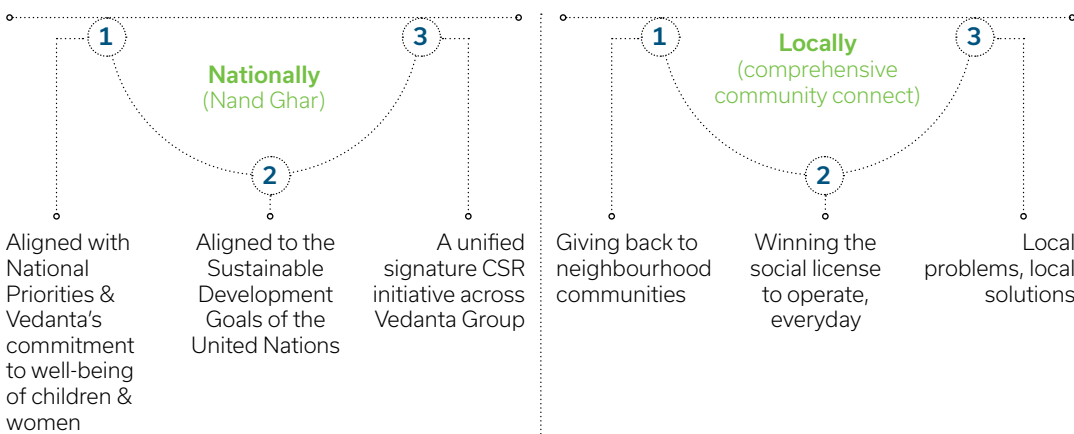 1
3
Nationally
(Nand Ghar)
2
Aligned with
National
Priorities &
Vedanta's
commitment
to well-being
of children &
women
Aligned to the
Sustainable
Development
Goals of the
United Nations
A unified
signature CSR
initiative across
Vedanta Group
1
3
Locally
(comprehensive
community connect)
2
Giving back to
neighbourhood
communities
Winning the
social license
to operate,
everyday
Local
problems, local
solutions